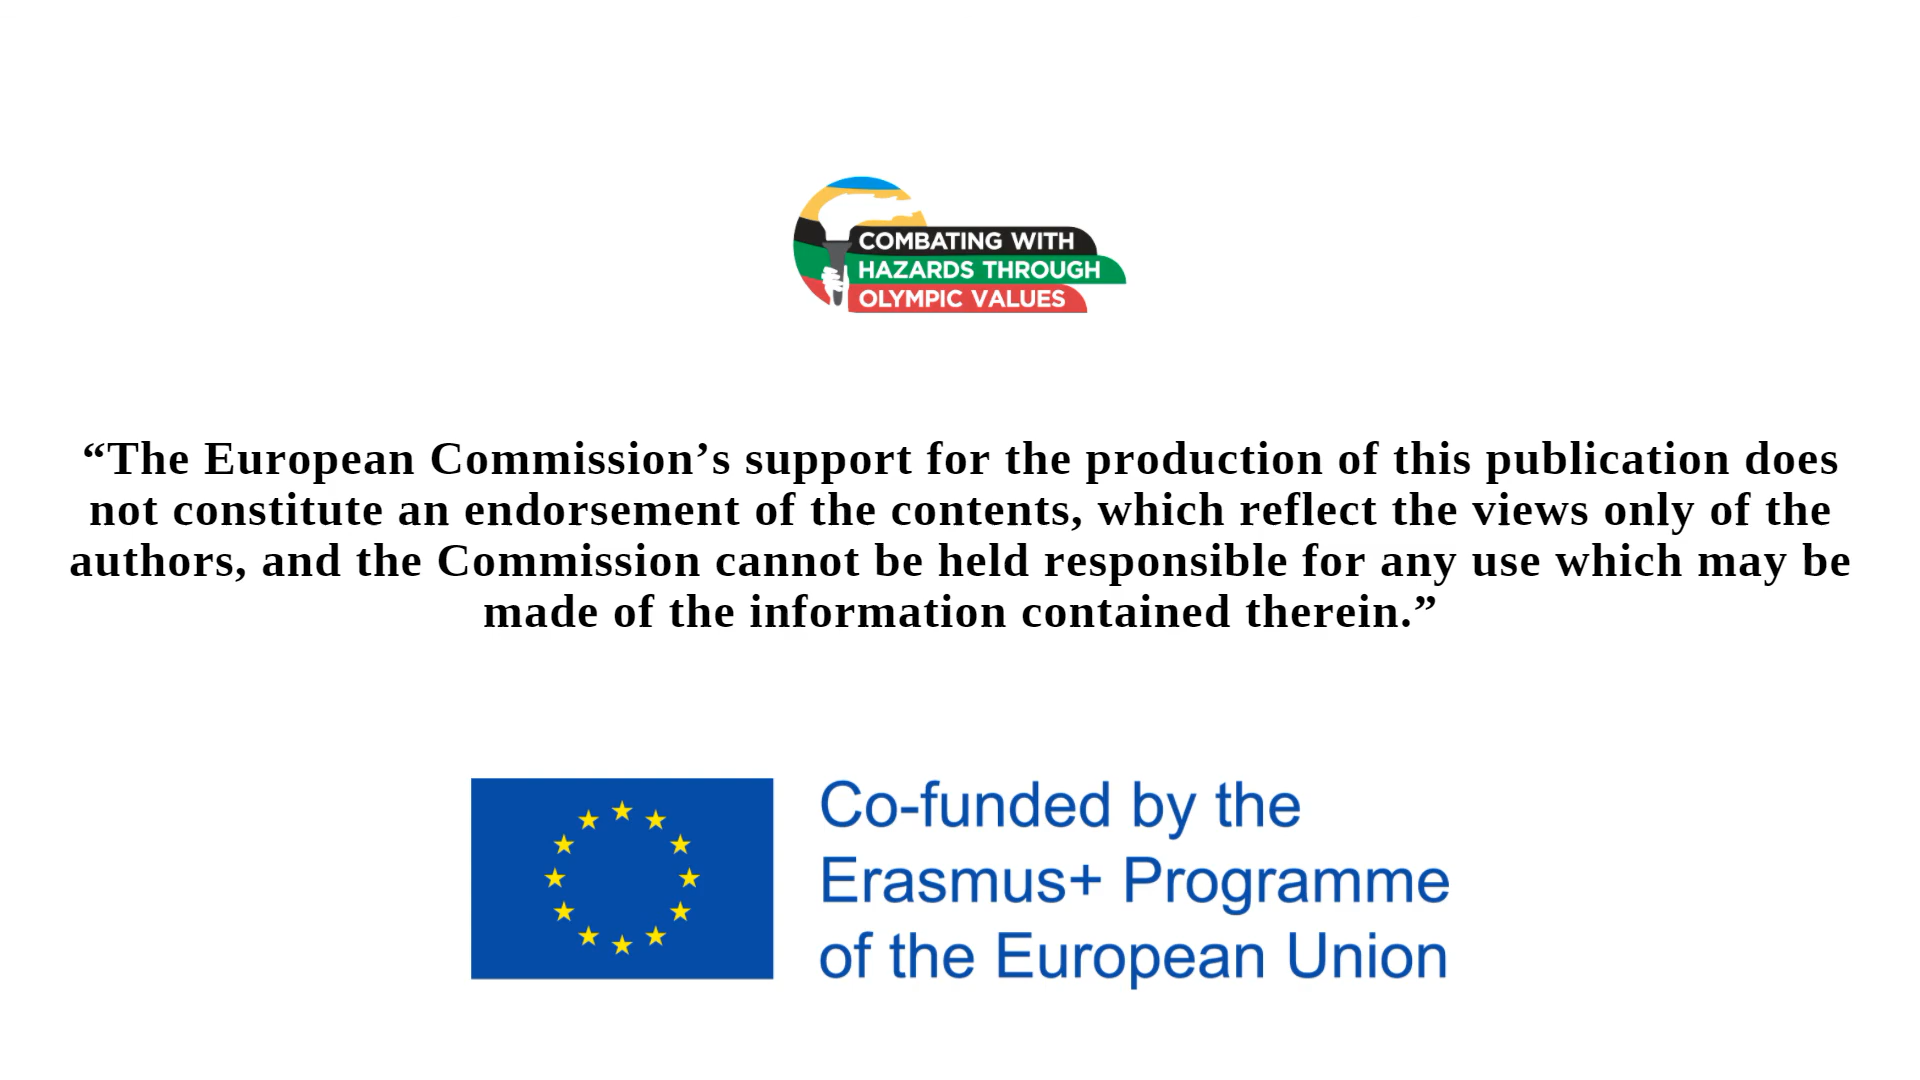 COMBATING WITH
HAZARDS THROUGH
OLYMPIC VALUES
“The European Commission’s support for the production of this publication does
not constitute an endorsement of the contents, which reflect the views only of the
authors, and the Commission cannot be held responsible for any use which may be
made of the information contained therein.”
Co-funded by the
Erasmus+ Programme
of the European Union